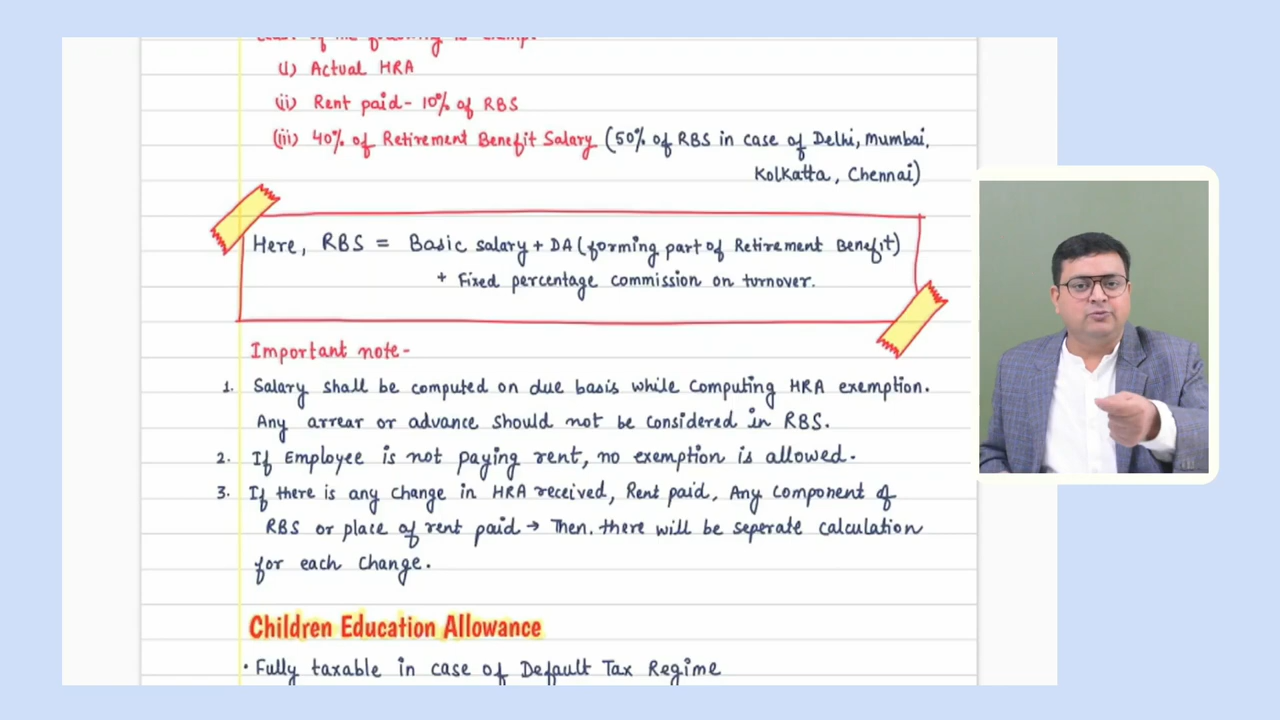 (i) Actual HRA
(ii) Rent paid- 10% of RBS
(iii) 40% of Retirement Benefit Salary (50% of RBS in case of Delhi, Mumbai,
Kolkatta, Chennai)
Here, RBS = Basic salary + DA (forming part of Retirement Benefit)
+ Fixed percentage commission on turnover.
Important note-
1. Salary shall be computed on due basis while Computing HRA exemption.
Any arrear or advance should not be Considered in RBS.
2. If Employee is not paying rent, no exemption is allowed.
3. If there is any Change in HRA received, Rent paid, Any Component of
RBS or place of rent paid → Then. there will be seperate calculation
for each Change.
Children Education Allowance
• Fully taxable in case of Default Tax Regime